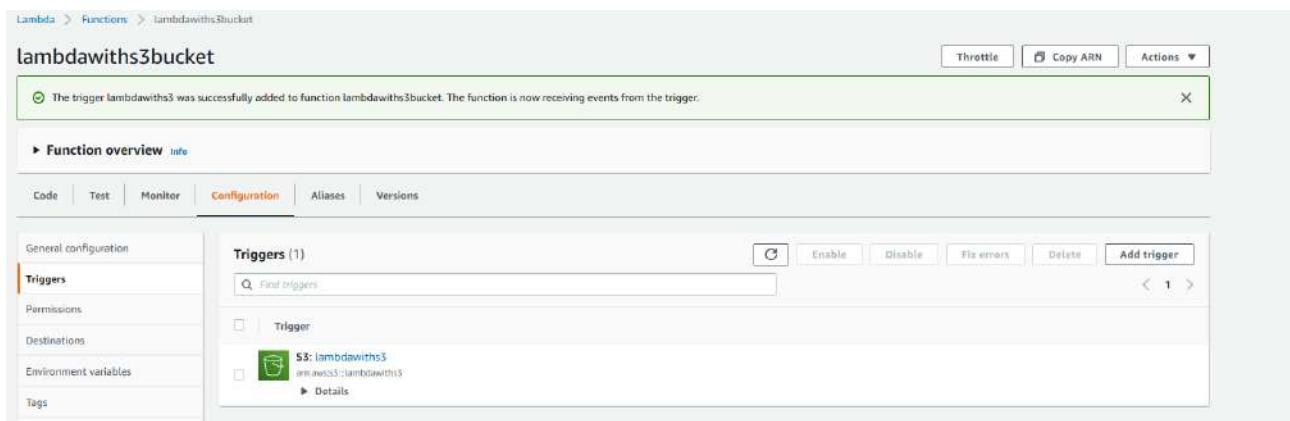 Lambda > Functions > lambdawiths3bucket
lambdawiths3bucket
Throttle Copy ARN Actions
The trigger lambdawiths3 was successfully added to function lambdawiths3bucket. The function is now receiving events from the trigger.
Function overview Info
Code Test Monitor Configuration Aliases Versions
General configuration
Triggers
Permissions
Destinations
Environment variables
Tags
Triggers (1)
Enable Disable Fix errors Delete Add trigger
Find triggers
< 1 >
Trigger
S3: lambdawiths3
arn:aws:s3:::lambdawiths3
Details